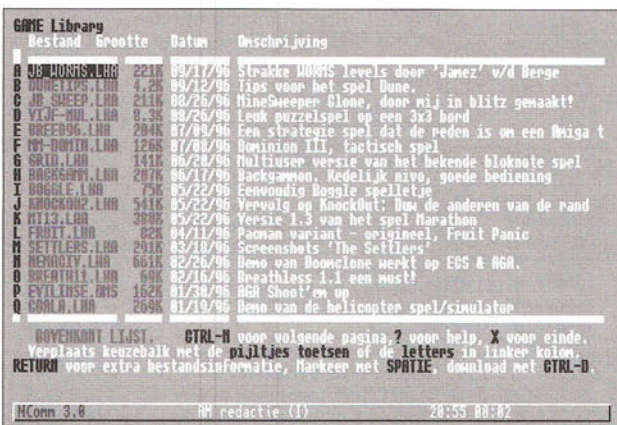 GAME Library
Bestand Grootte Datum Omschrijving
A JB_WORMS.LHA 221K 09/17/96 Strakke WORMS levels door 'Jamez' v/d Berge
B DUNETIPS.LHA 4.2K 09/12/96 Tips voor het spel Dune.
C JB_SWEEP.LHA 211K 08/26/96 MineSweeper Clone, door mij in blitz gemaakt!
D VIJF-MUL.LHA 8.3K 08/26/96 Leuk puzzelspel op een 3x3 bord
E BREED96.LHA 204K 07/09/96 Een strategie spel dat de reden is om een Amiga t
F MM-DOMIN.LHA 126K 07/08/96 Dominion III, tactisch spel
G GRID.LHA 141K 06/20/96 Multiuser versie van het bekende bloknote spel
H BACKGAMM.LHA 207K 06/17/96 Backgammon. Redelijk nivo, goede bediening
I BOGGLE.LHA 75K 05/22/96 Eenvoudig Boggle spelletje
J KNOCKOU2.LHA 541K 05/22/96 Vervolg op KnockOut: Duw de anderen van de rand
K MT13.LHA 380K 05/22/96 Versie 1.3 van het spel Marathon
L FRUIT.LHA 82K 04/11/96 Pacman variant - origineel, Fruit Panic
M SETTLERS.LHA 291K 03/18/96 Screenshots 'The Settlers'
N 661K 02/26/96 Demo van Doomclone werkt op ECS & AGA.
O BREATH11.LHA 69K 02/16/96 Breathless 1.1 een must!
P EVILINSE.DMS 162K 01/30/96 AGA Shoot'em up
Q COALA.LHA 269K 01/19/96 Demo van de helicopter spel/simulator
BOVENKANT LIJST. CTRL-N voor volgende pagina,? voor help, X voor einde.
Verplaats keuzebalk met de pijltjes toetsen of de letters in linker kolom.
RETURN voor extra bestandsinformatie, Markeer met SPATIE, download met CTRL-D.
NComm 3.0 AM redactie (I) 20:55 00:02